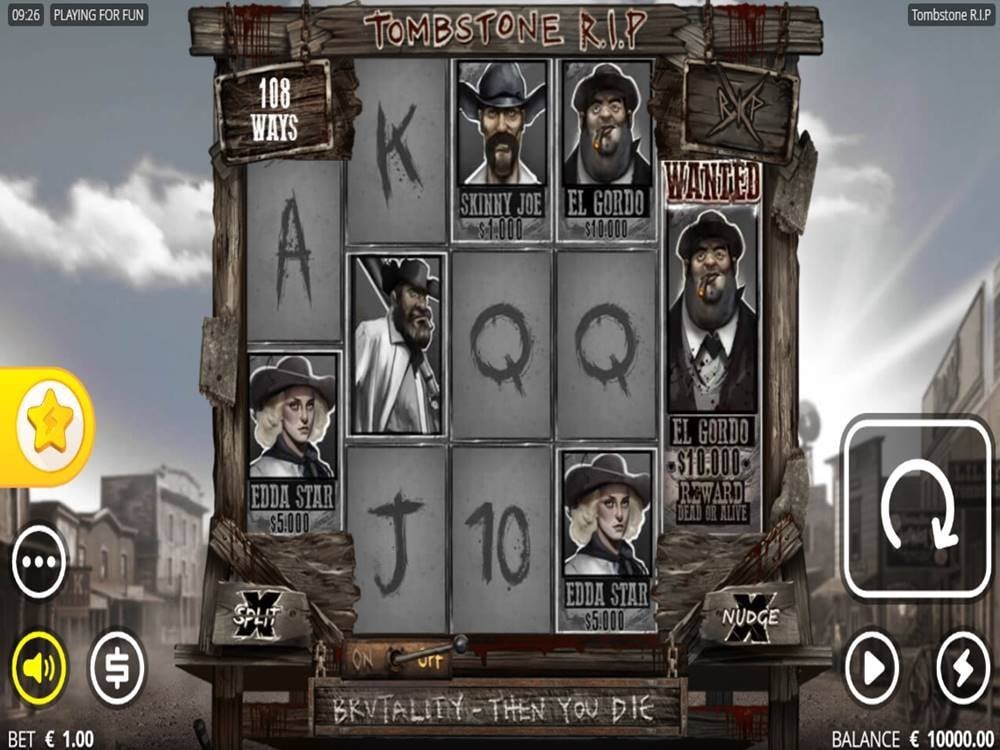 09:26 PLAYING FOR FUN
Tombstone R.I.P
TOMBSTONE R.I.P
108
WAYS
RIP
K
SKINNY JOE
$1.000
EL GORDO
$10.000
WANTED
A
Q
Q
EL GORDO
$10.000
REWARD
DEAD OR ALIVE
EDDA STAR
$5.000
J
10
EDDA STAR
$5.000
X SPLIT
X NUDGE
ON
OFF
BRUTALITY - THEN YOU DIE
BET € 1.00
BALANCE € 10000.00